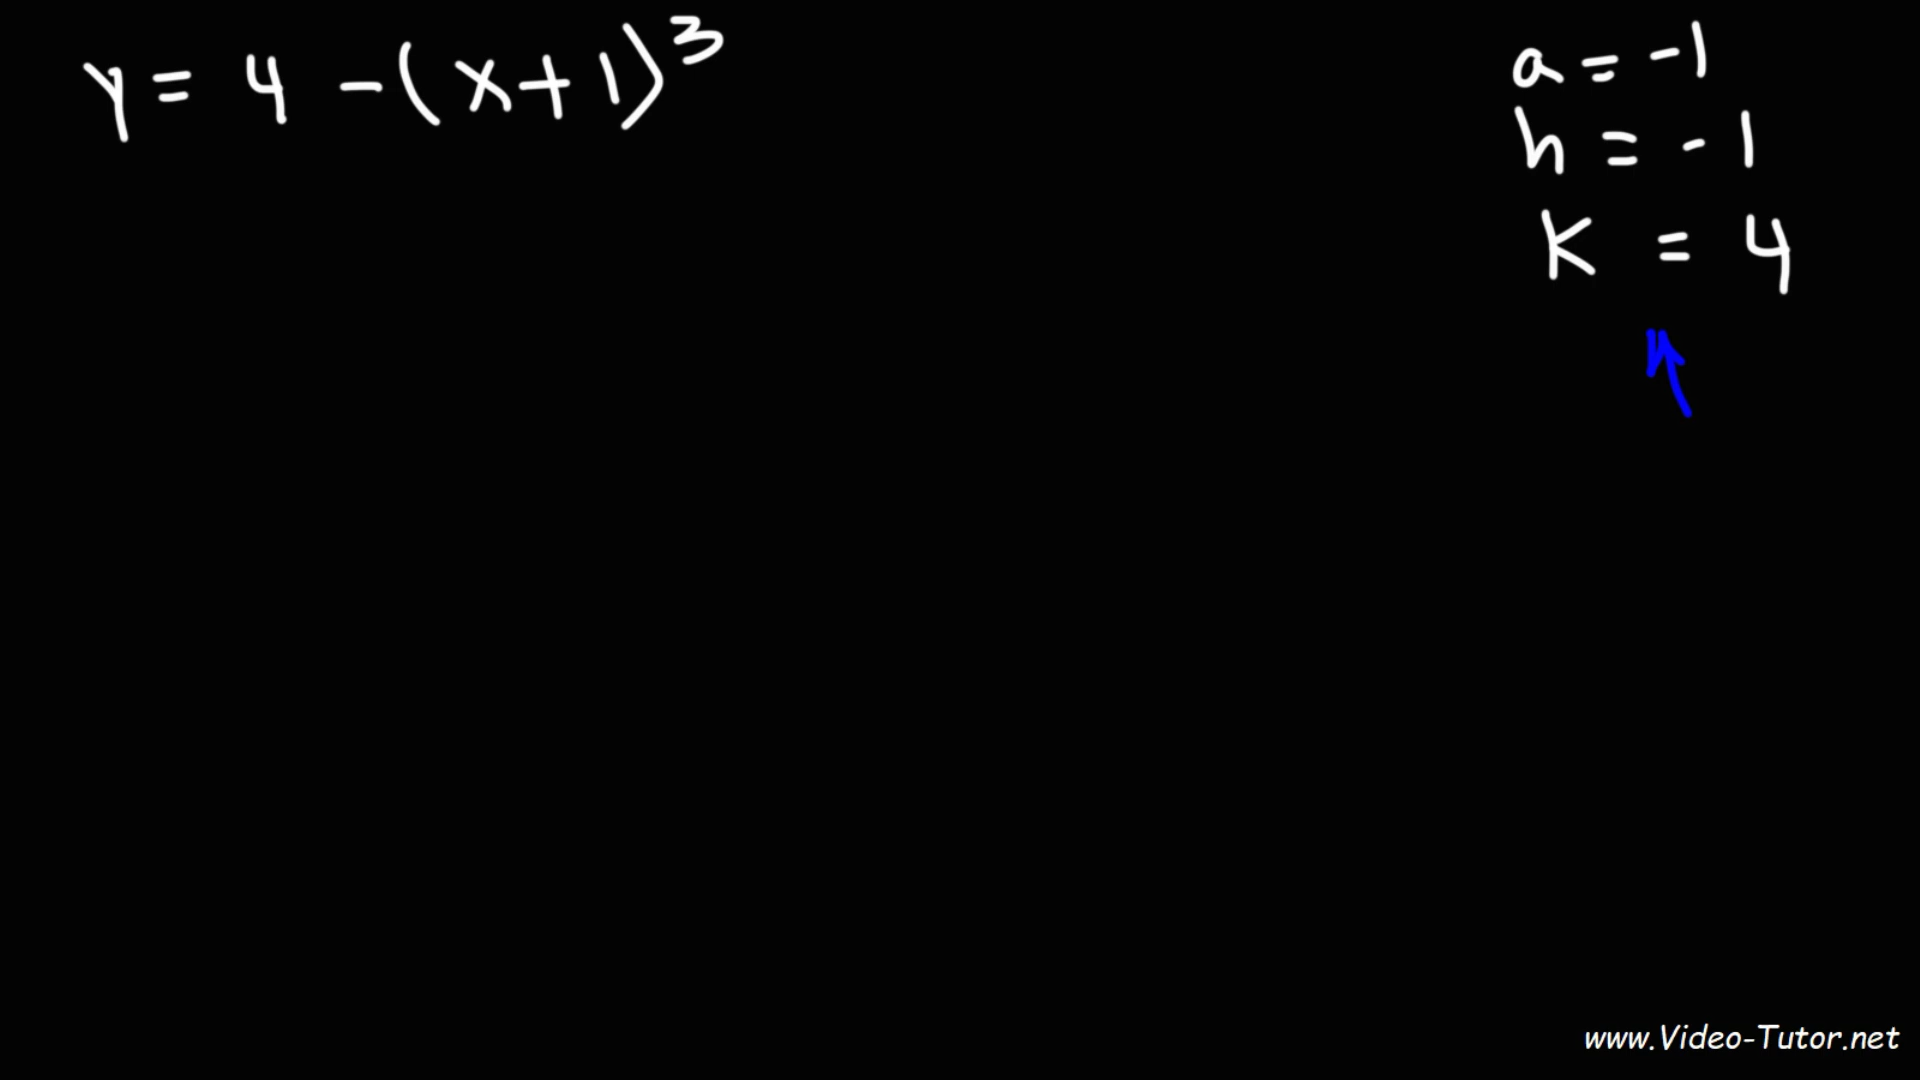 y = 4 - (x + 1)³
a = -1
h = -1
k = 4
www.Video-Tutor.net